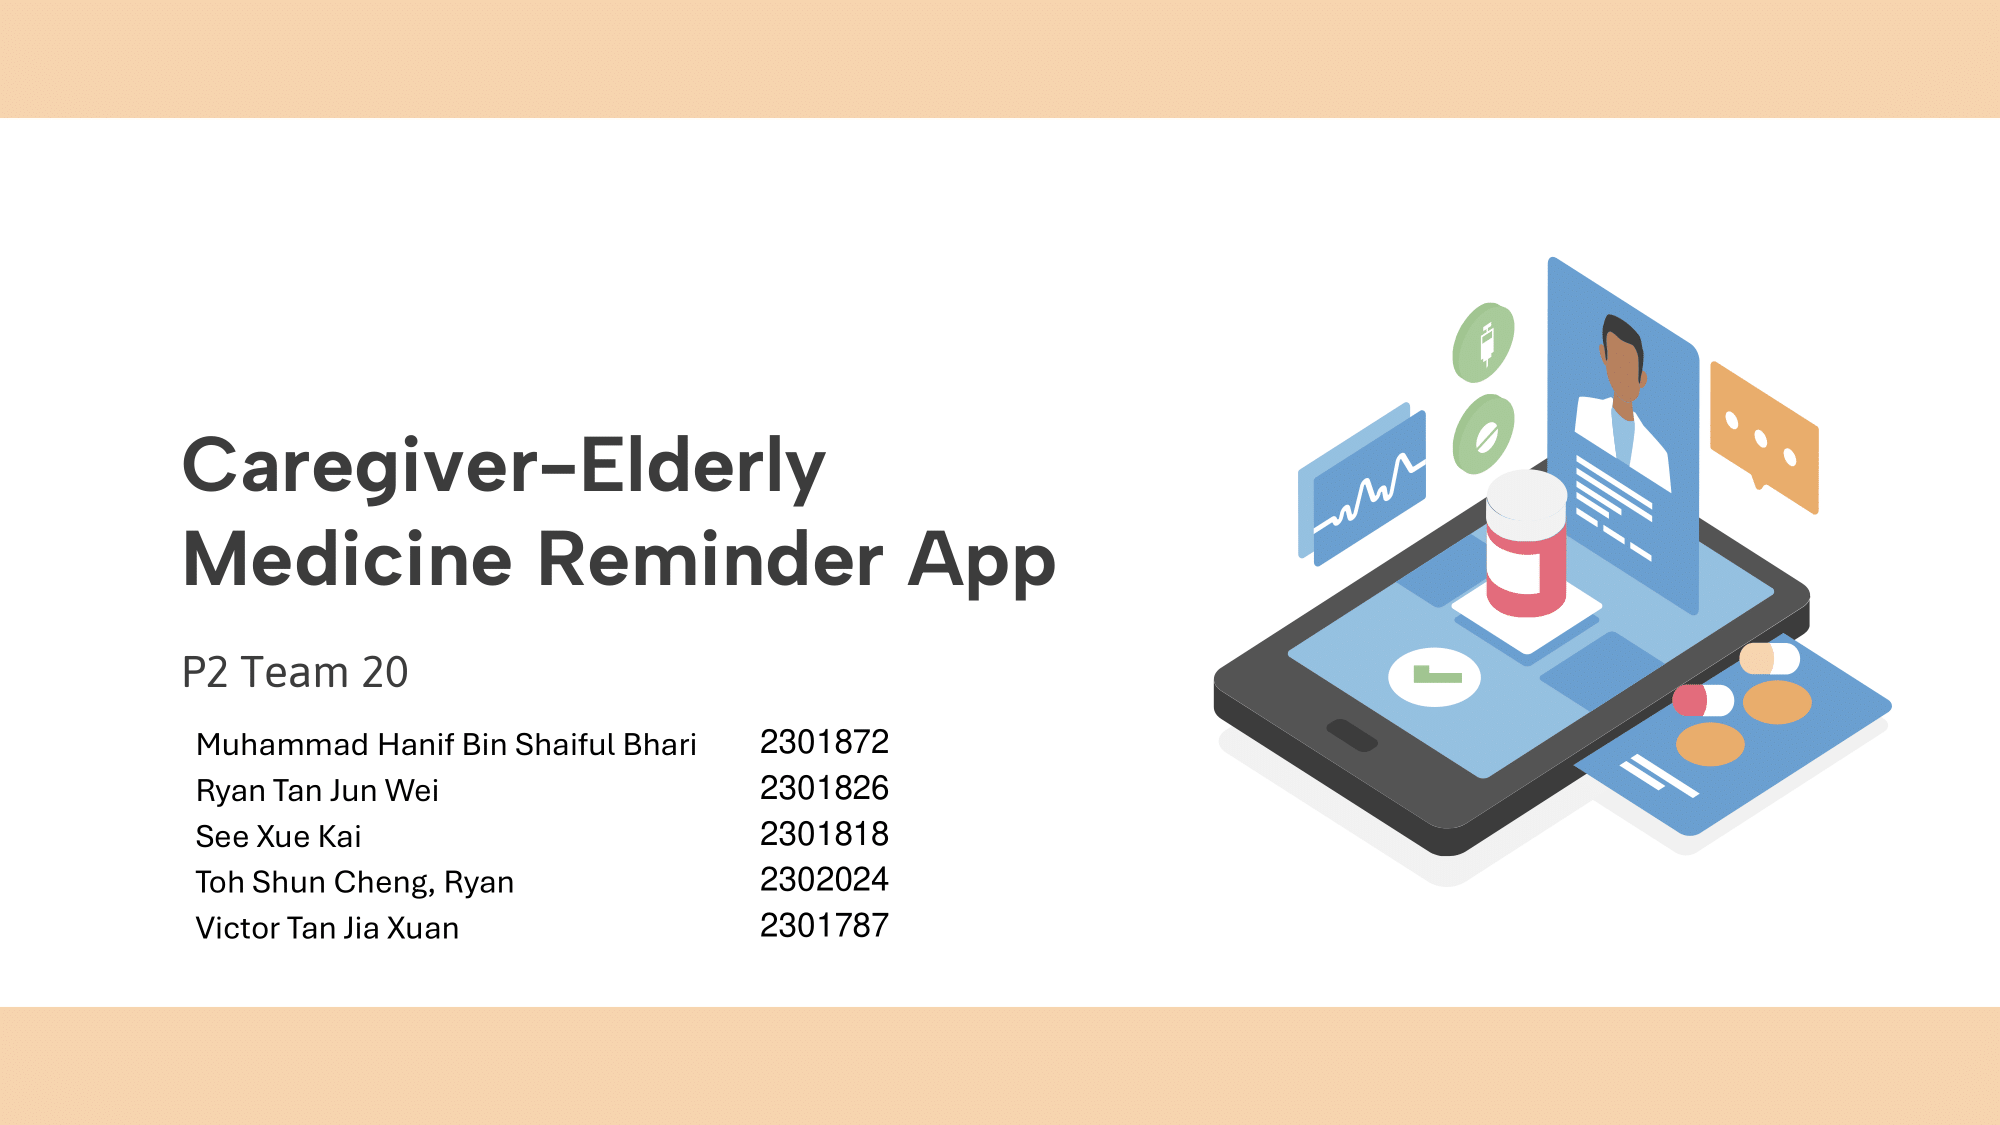 Caregiver-Elderly
Medicine Reminder App
P2 Team 20
Muhammad Hanif Bin Shaiful Bhari 2301872
Ryan Tan Jun Wei 2301826
See Xue Kai 2301818
Toh Shun Cheng, Ryan 2302024
Victor Tan Jia Xuan 2301787